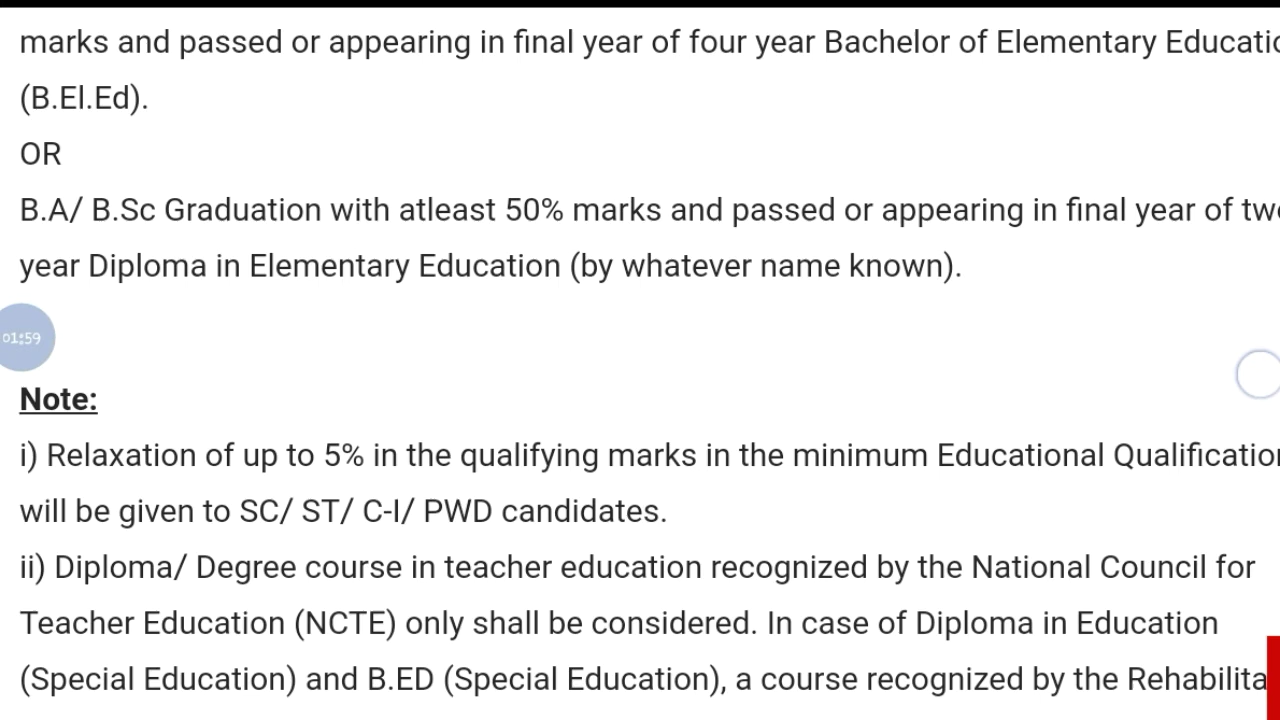 marks and passed or appearing in final year of four year Bachelor of Elementary
(B.El.Ed).
OR
B.A/ B.Sc Graduation with atleast 50% marks and passed or appearing in final year of
year Diploma in Elementary Education (by whatever name known).
01:59
Note:
i) Relaxation of up to 5% in the qualifying marks in the minimum Educational
will be given to SC/ ST/ C-I/ PWD candidates.
ii) Diploma/ Degree course in teacher education recognized by the National Council for
Teacher Education (NCTE) only shall be considered. In case of Diploma in Education
(Special Education) and B.ED (Special Education), a course recognized by the